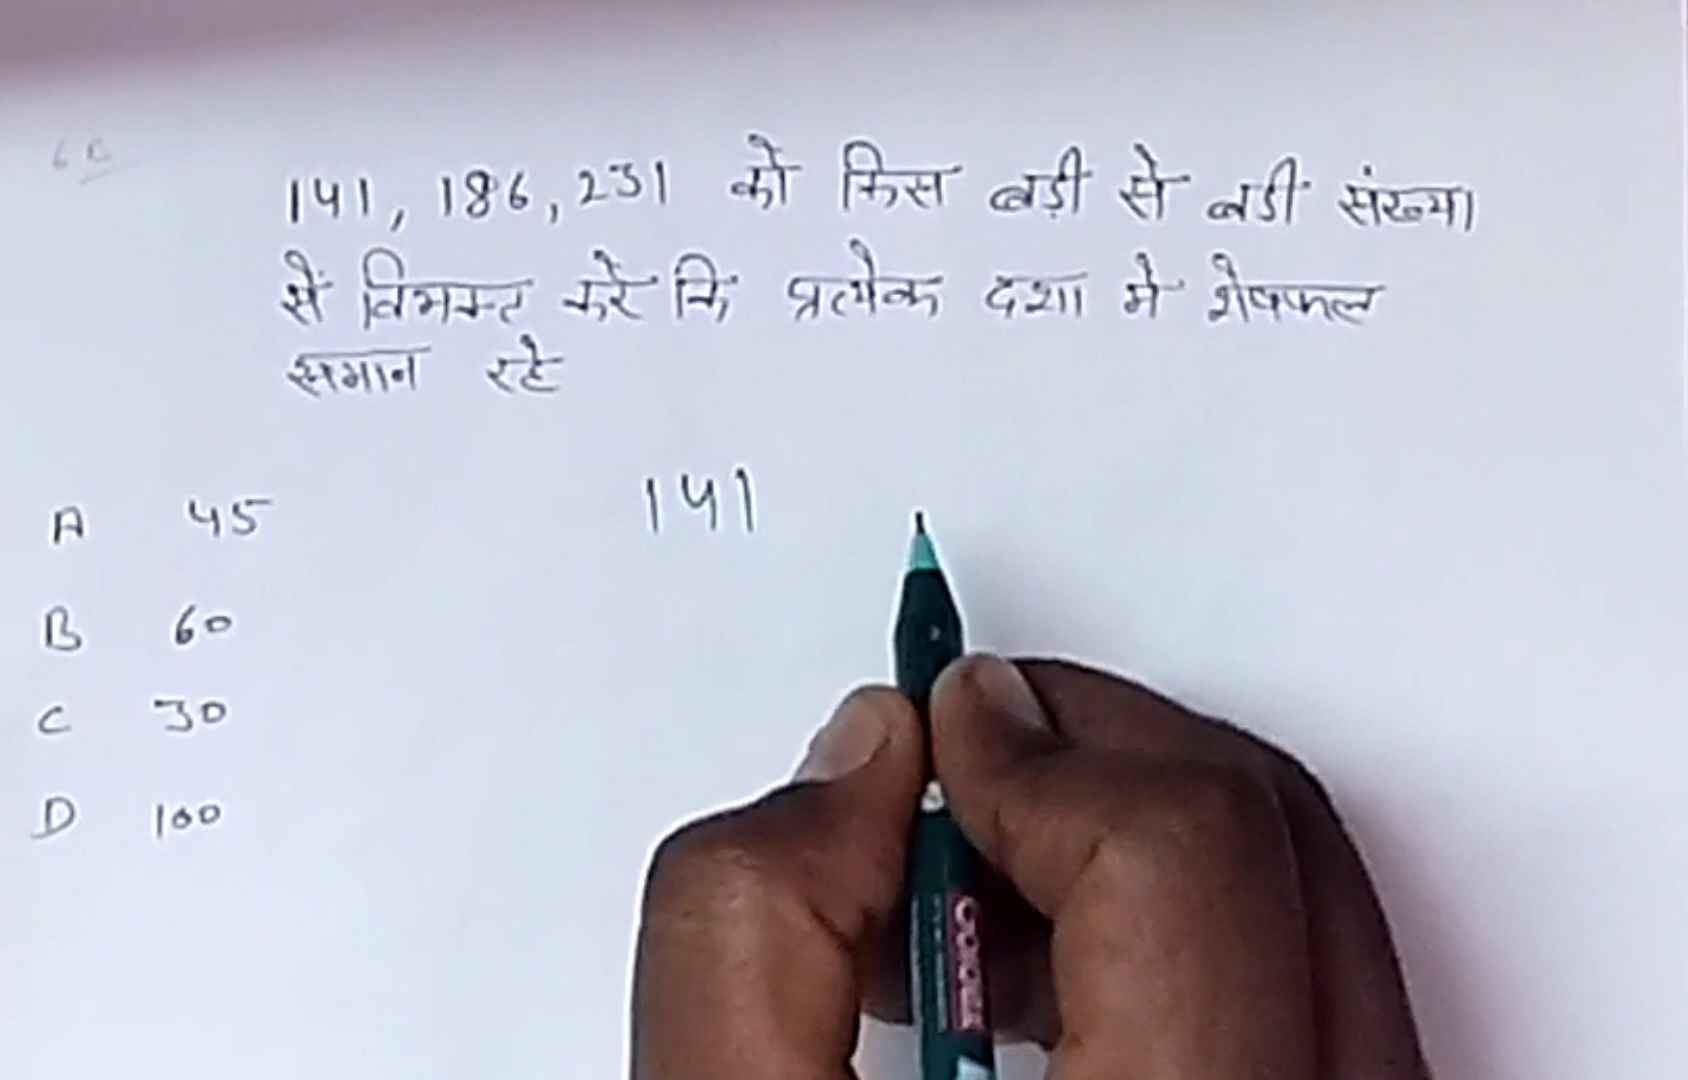 141, 186, 231 को किस बड़ी से बडी संख्या
से विभक्त करे कि प्रत्येक दशा मे शेषफल
समान रहे
141
A 45
B 60
C 30
D 100